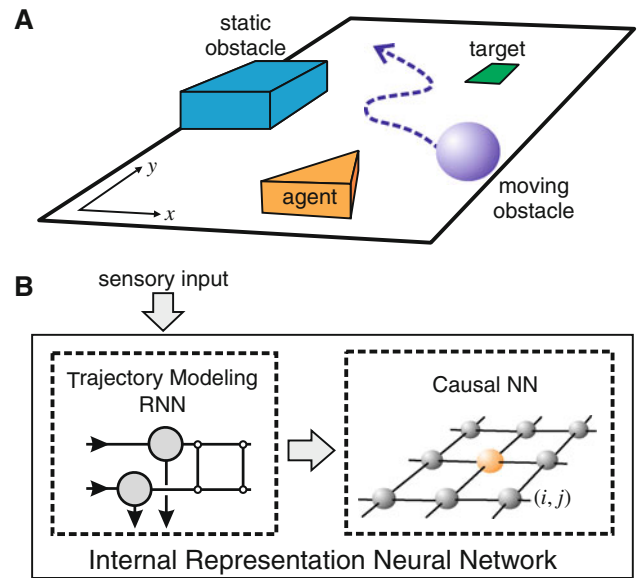 A
static
obstacle
target
y
x
agent
moving
obstacle
B
sensory input
Trajectory Modeling
RNN
Causal NN
(i, j)
Internal Representation Neural Network